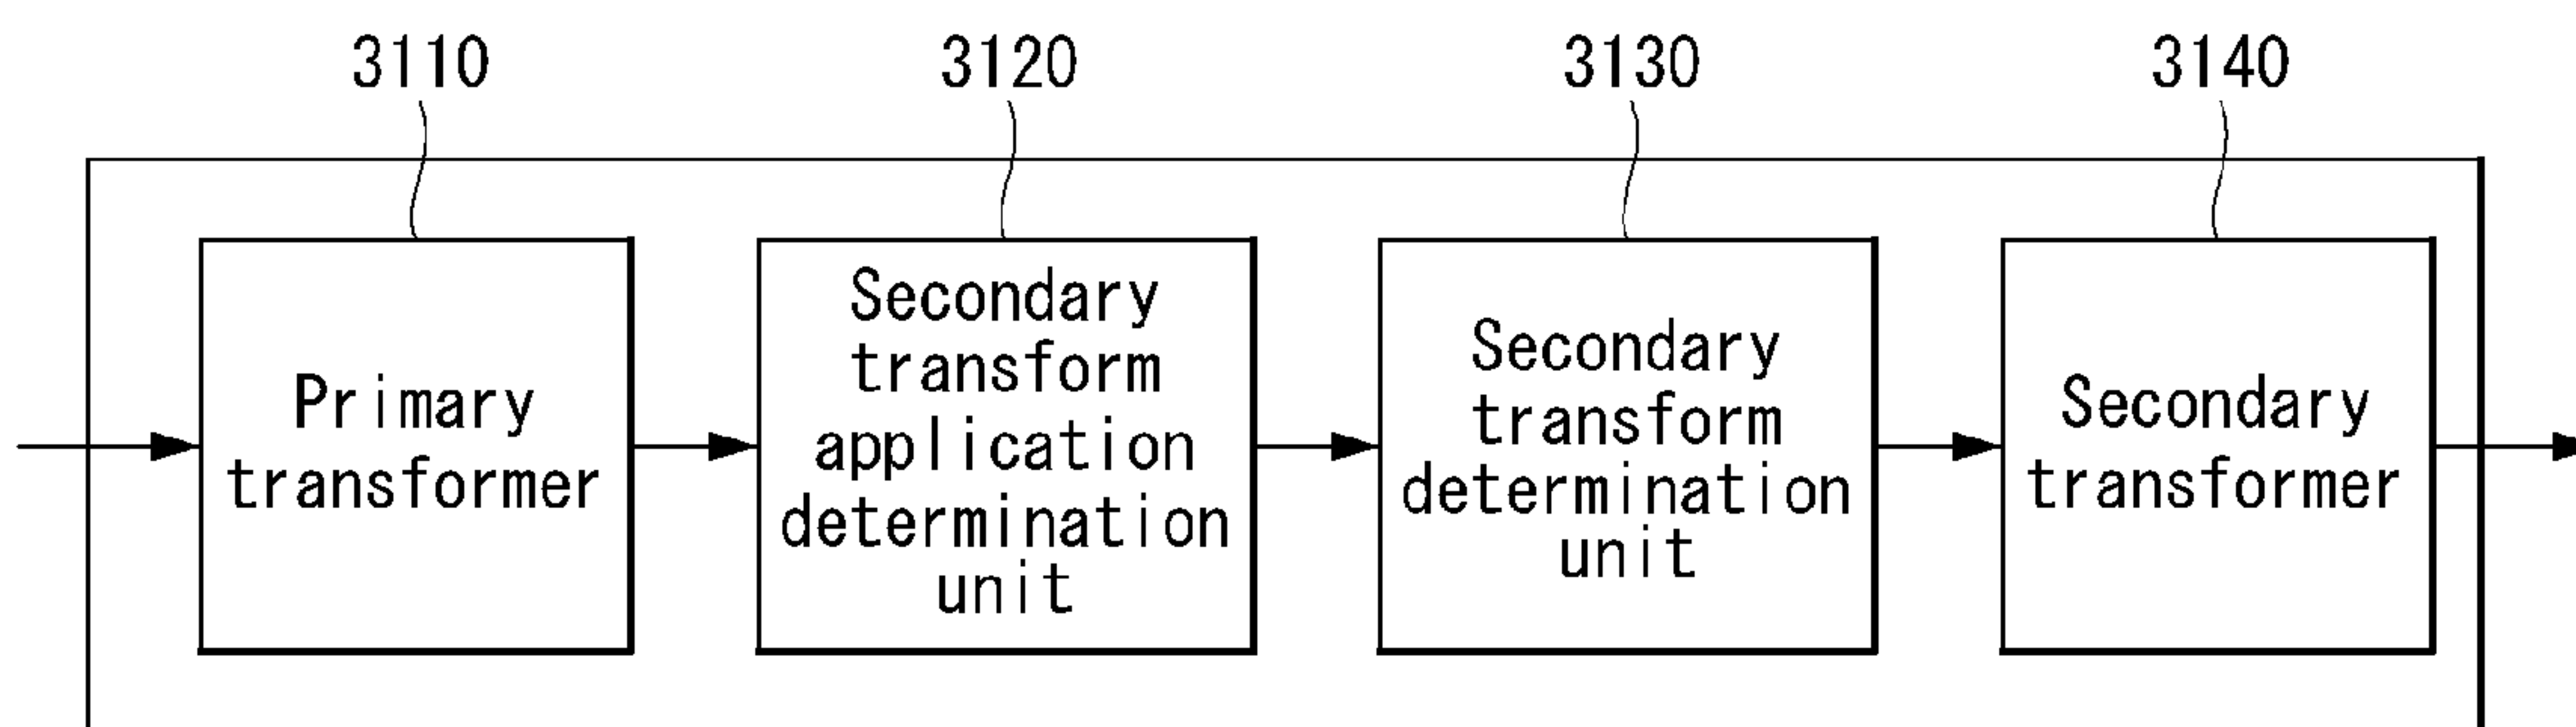 3110
3120
3130
3140
Primary
transformer
Secondary
transform
application
determination
unit
Secondary
transform
determination
unit
Secondary
transformer